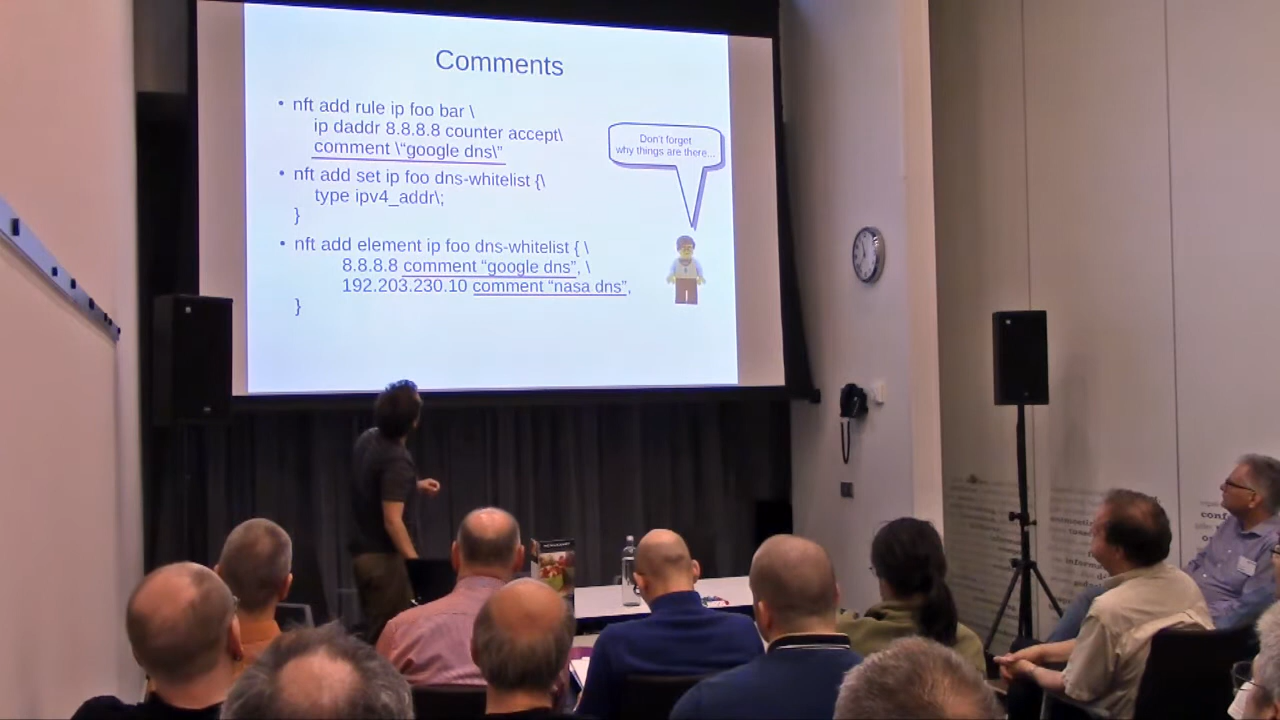 Comments
• nft add rule ip foo bar \
ip daddr 8.8.8.8 counter accept\
comment \“google dns\”
• nft add set ip foo dns-whitelist {\
type ipv4_addr\;
}
• nft add element ip foo dns-whitelist { \
8.8.8.8 comment “google dns”, \
192.203.230.10 comment “nasa dns”,
}
Don't forget
why things are there...